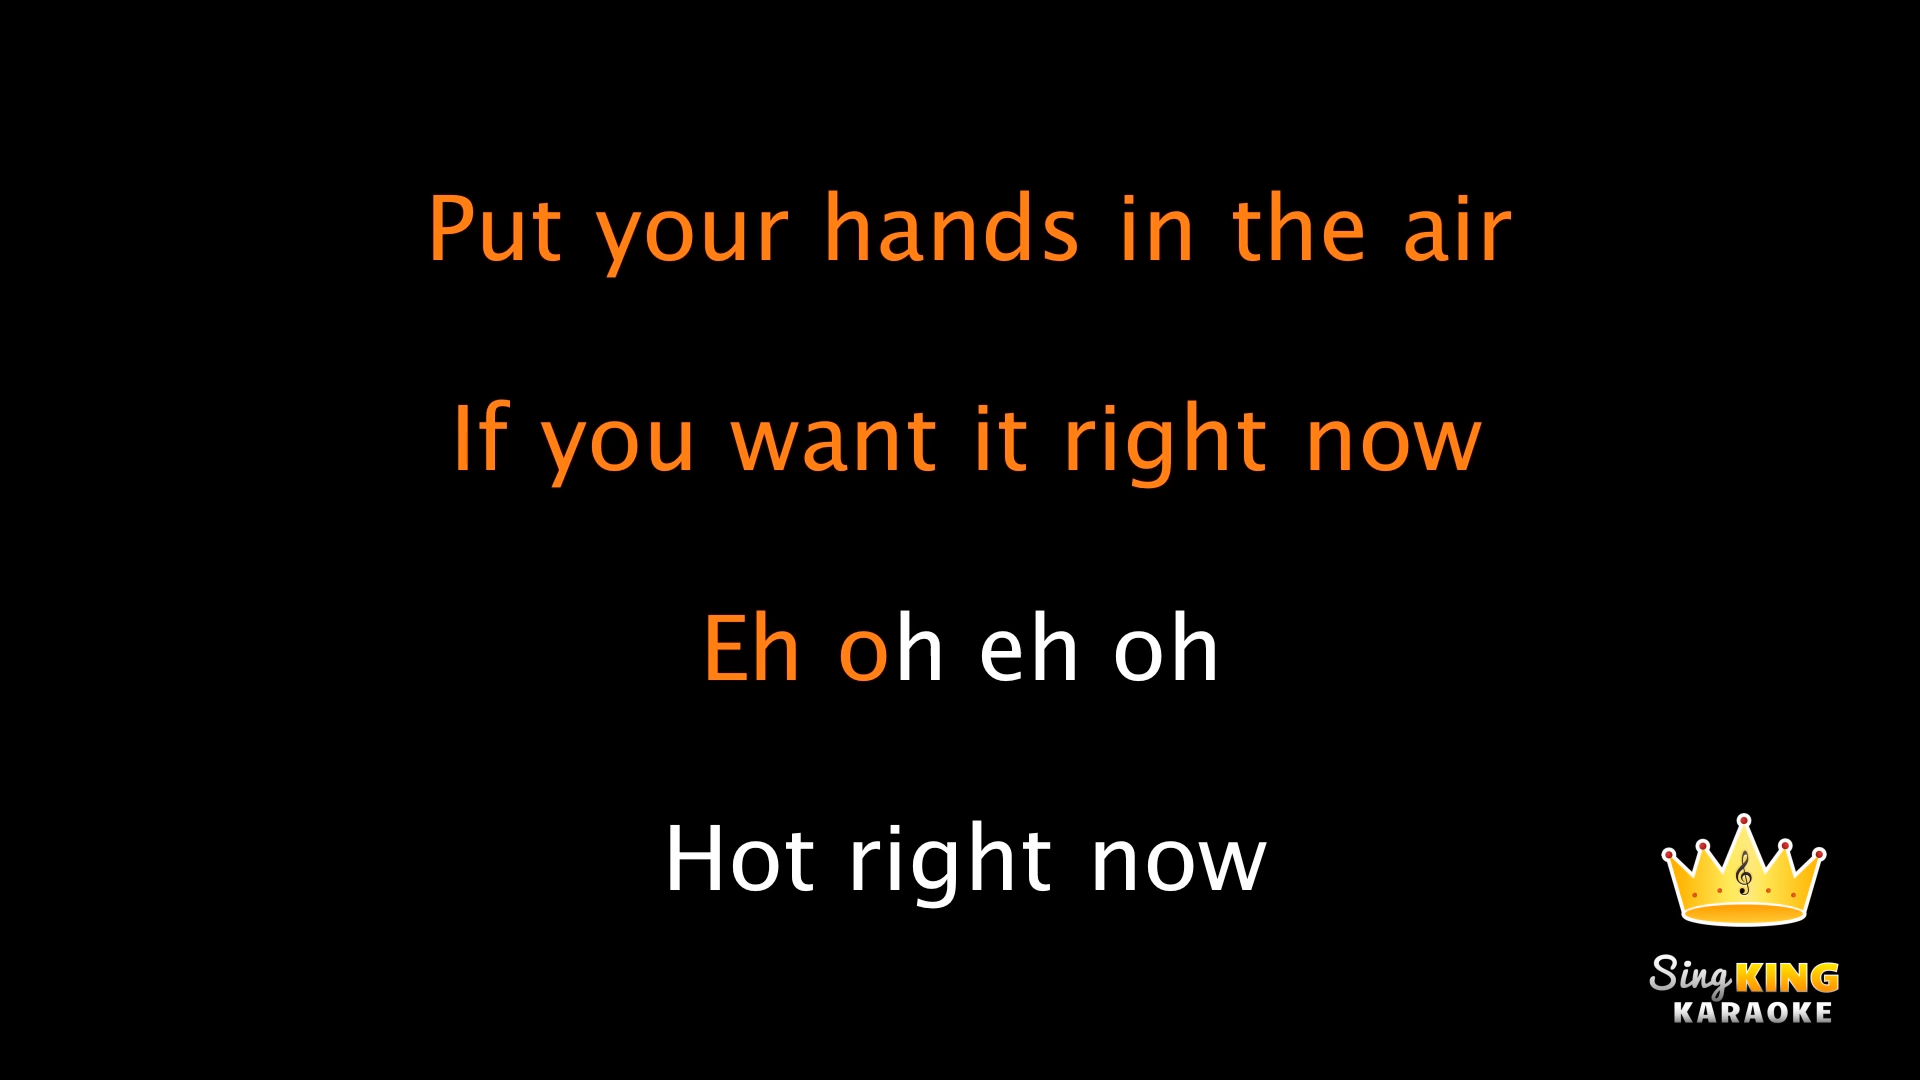 Put your hands in the air
If you want it right now
Eh oh eh oh
Hot right now
Sing KING
KARAOKE